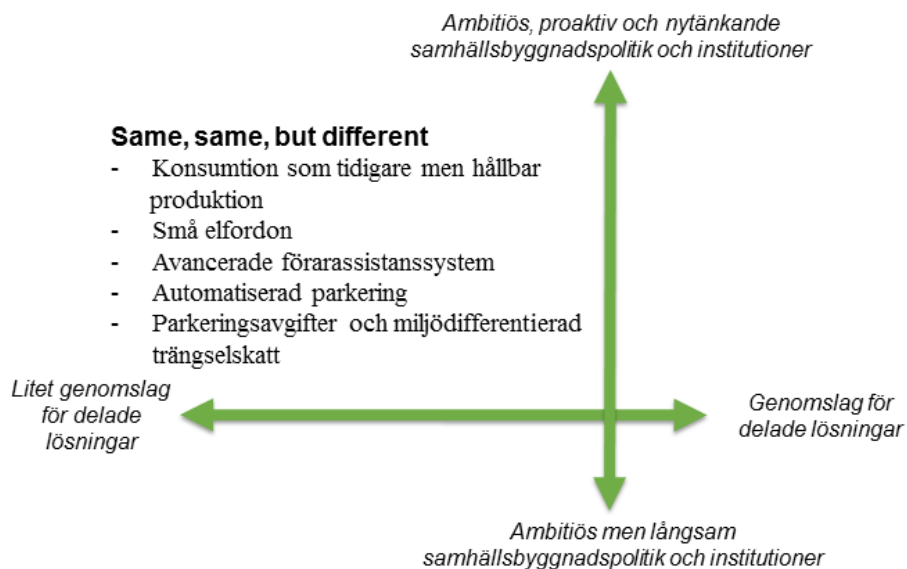 Ambitiös, proaktiv och nytänkande
samhällsbyggnadspolitik och institutioner
Same, same, but different
- Konsumtion som tidigare men hållbar
produktion
- Små elfordon
- Avancerade förarassistanssystem
- Automatiserad parkering
- Parkeringsavgifter och miljödifferentierad
trängselskatt
Litet genomslag
för delade
lösningar
Genomslag för
delade lösningar
Ambitiös men långsam
samhällsbyggnadspolitik och institutioner